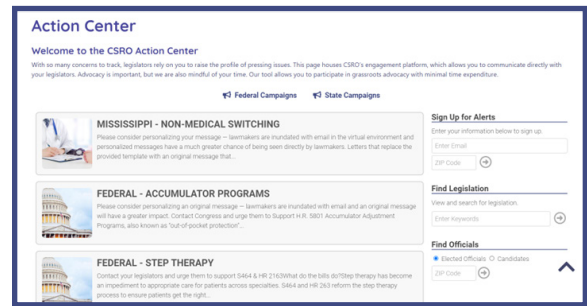 Action Center
Welcome to the CSRO Action Center
With so many concerns to track, legislators rely on you to raise the profile of pressing issues. This page houses CSRO's engagement platform, which allows you to communicate directly with
your legislators. Advocacy is important, but we are also mindful of your time. Our tool allows you to participate in grassroots advocacy with minimal time expenditure.
Federal Campaigns State Campaigns
MISSISSIPPI - NON-MEDICAL SWITCHING
Please consider personalizing your message — lawmakers are inundated with email in the virtual environment and
personalized messages have a much greater chance of being seen directly by lawmakers. Letters that replace the
provided template with an original message that...
FEDERAL - ACCUMULATOR PROGRAMS
Please consider personalizing an original message — lawmakers are inundated with email and an original message
will have a greater impact. Contact Congress and urge them to Support H.R. 5801 Accumulator Adjustment
Programs, also known as "out-of-pocket protection"...
FEDERAL - STEP THERAPY
Contact your legislators and urge them to support S464 & HR 2163What do the bills do?Step therapy has become
an impediment to appropriate care for patients across specialties. S464 and HR 263 reform the step therapy
process to ensure patients get the right...
Sign Up for Alerts
Enter your information below to sign up.
Enter Email
ZIP Code
Find Legislation
View and search for legislation.
Enter Keywords
Find Officials
Elected Officials Candidates
ZIP Code